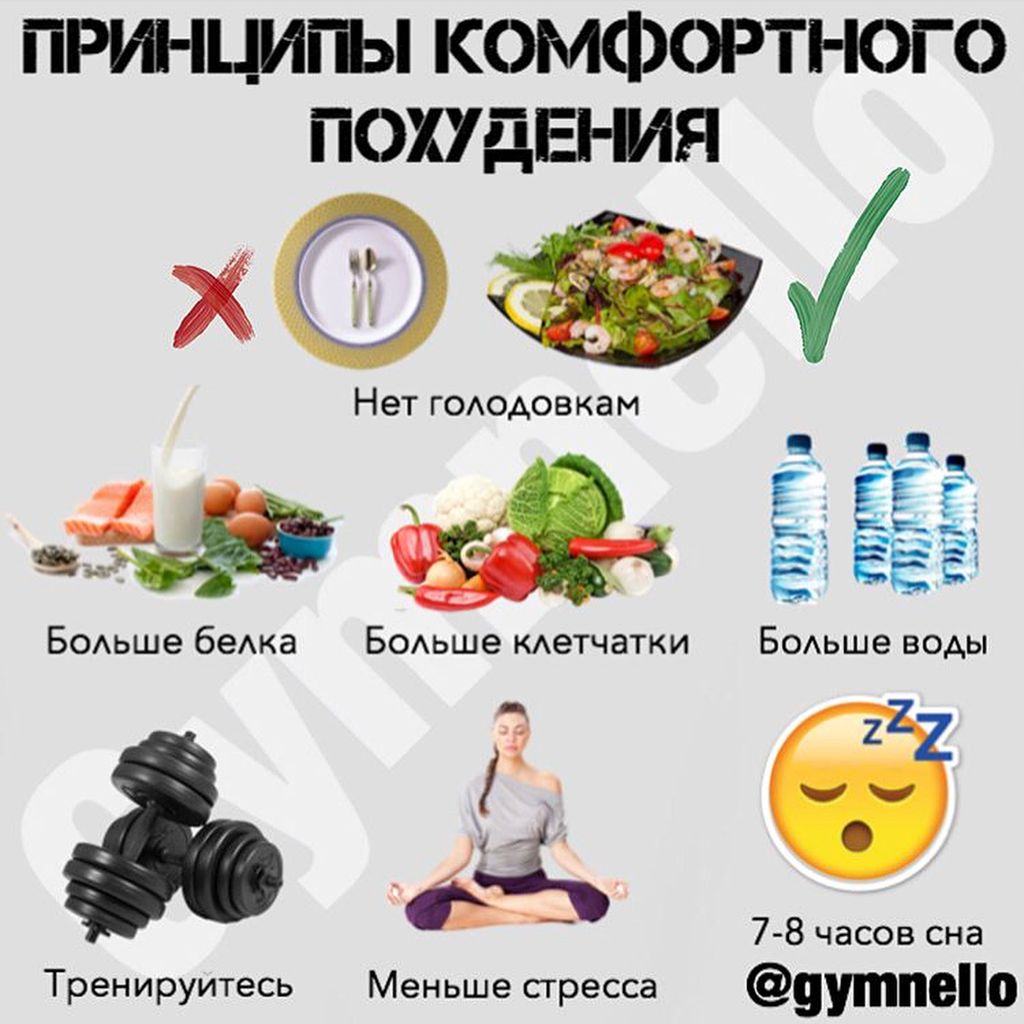 ПРИНЦИПЫ КОМФОРТНОГО
ПОХУДЕНИЯ
Нет голодовкам
Больше белка
Больше клетчатки
Больше воды
zZZ
Тренируйтесь
Меньше стресса
7-8 часов сна
@gymnello
Gymnello